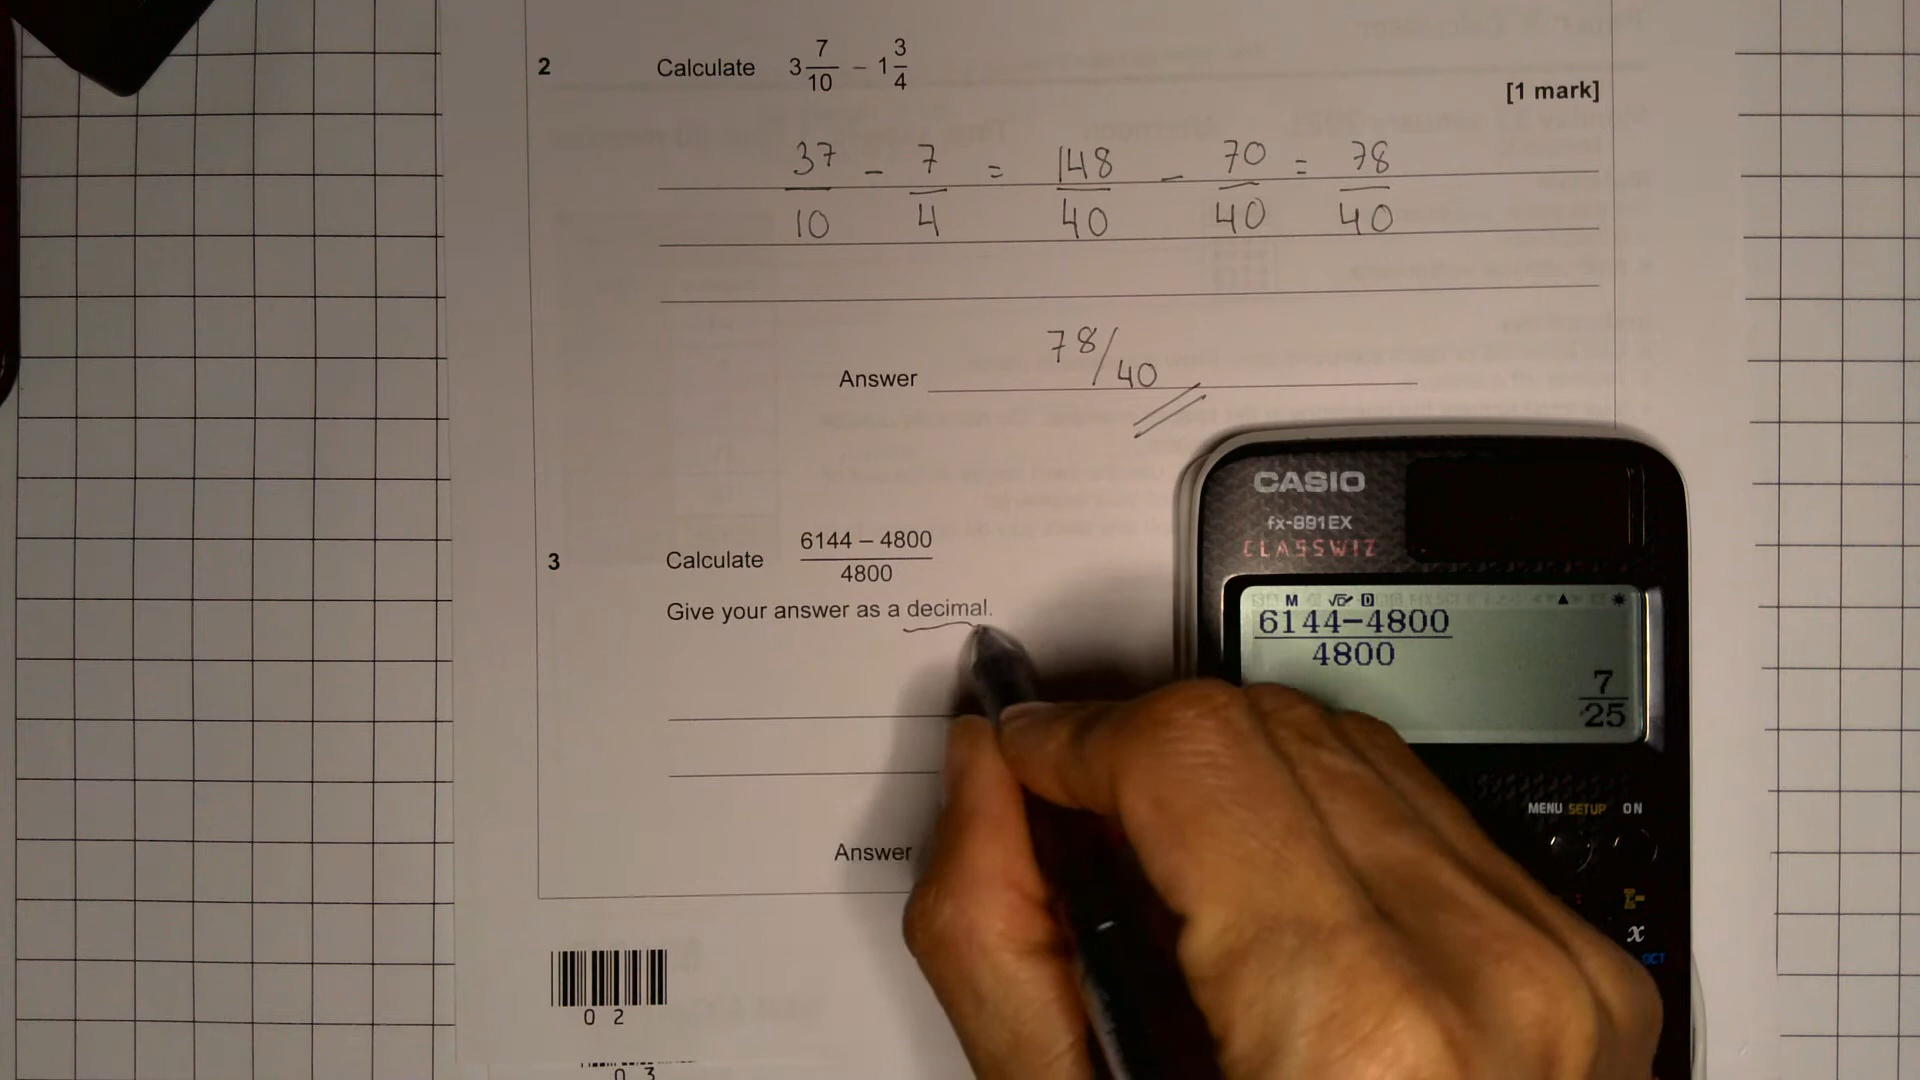 2 Calculate 3 7/10 − 1 3/4
[1 mark]
37/10 - 7/4 = 148/40 - 70/40 = 78/40
Answer 78/40
3 Calculate (6144 − 4800)/4800
Give your answer as a decimal.
Answer
CASIO
fx-991EX
CLASSWIZ
M √ D
6144−4800
4800
7
25
MENU SETUP ON
x
OCT
0 2
0 3